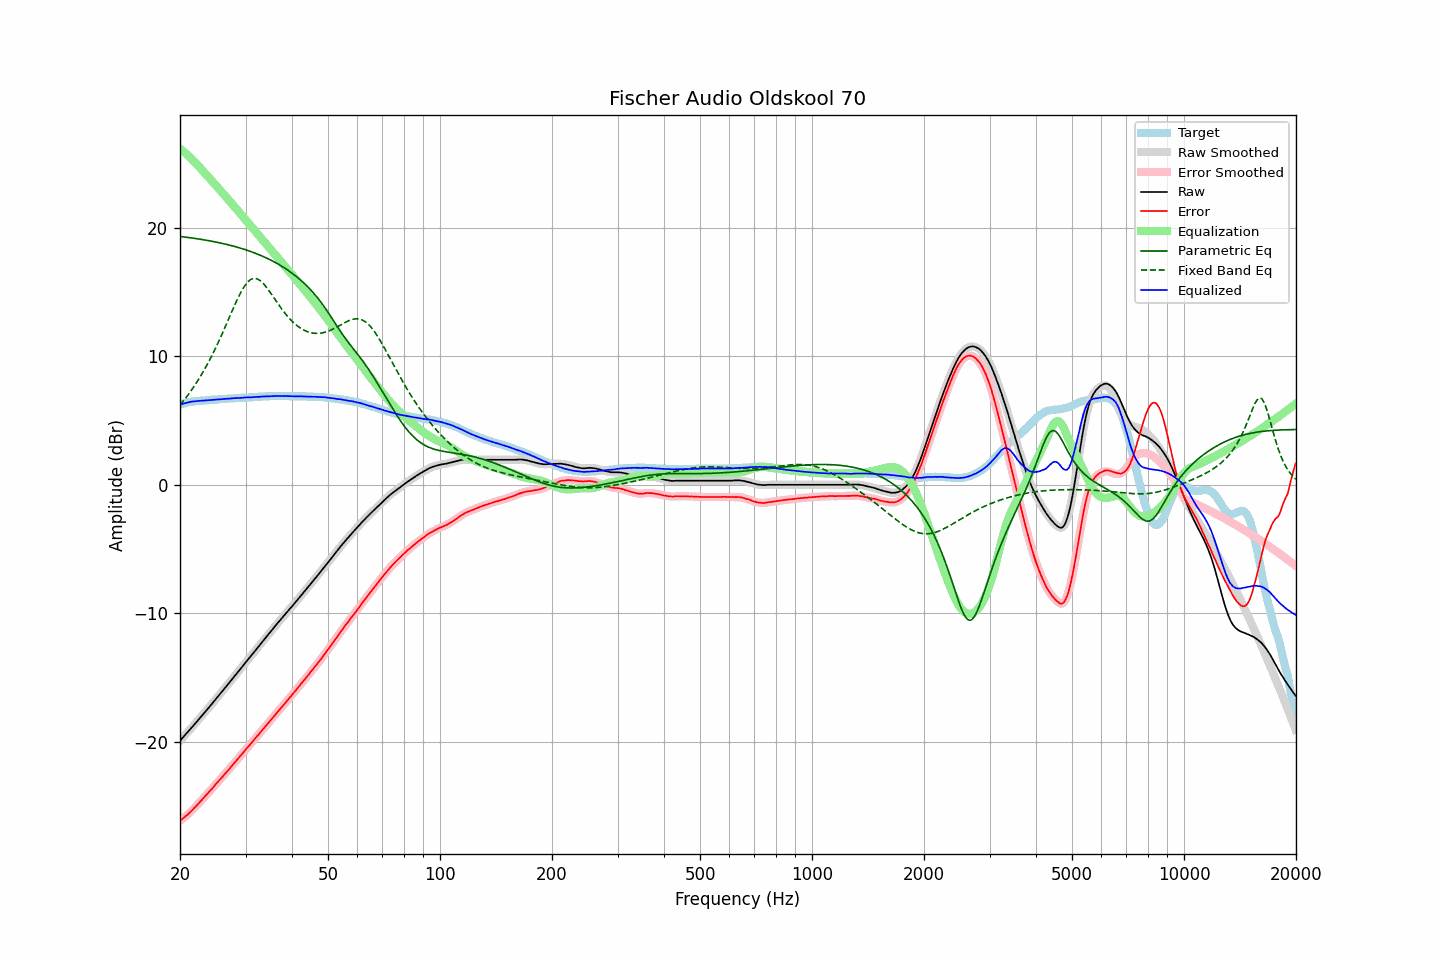 Fischer Audio Oldskool 70
Target
Raw Smoothed
Error Smoothed
Raw
Error
Equalization
Parametric Eq
Fixed Band Eq
Equalized
Amplitude (dBr)
20
10
0
−10
−20
20 50 100 200 500 1000 2000 5000 10000 20000
Frequency (Hz)